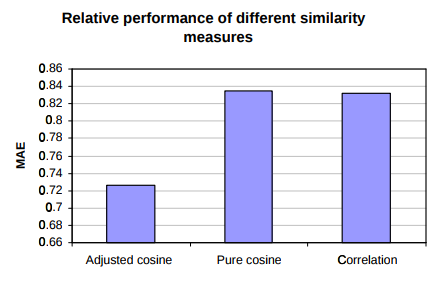 Relative performance of different similarity
measures
0.86
0.84
0.82
0.8
0.78
0.76
0.74
0.72
0.7
0.68
0.66
MAE
Adjusted cosine Pure cosine Correlation